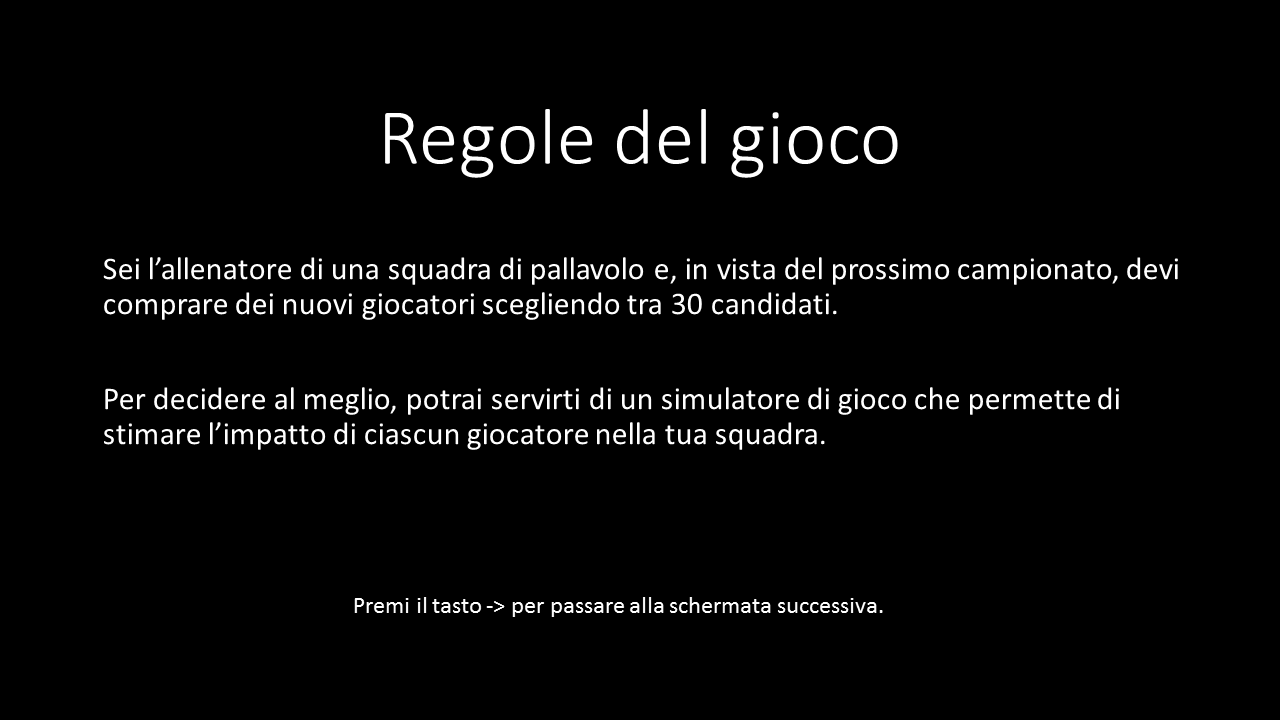 Regole del gioco
Sei l’allenatore di una squadra di pallavolo e, in vista del prossimo campionato, devi
comprare dei nuovi giocatori scegliendo tra 30 candidati.
Per decidere al meglio, potrai servirti di un simulatore di gioco che permette di
stimare l’impatto di ciascun giocatore nella tua squadra.
Premi il tasto -> per passare alla schermata successiva.